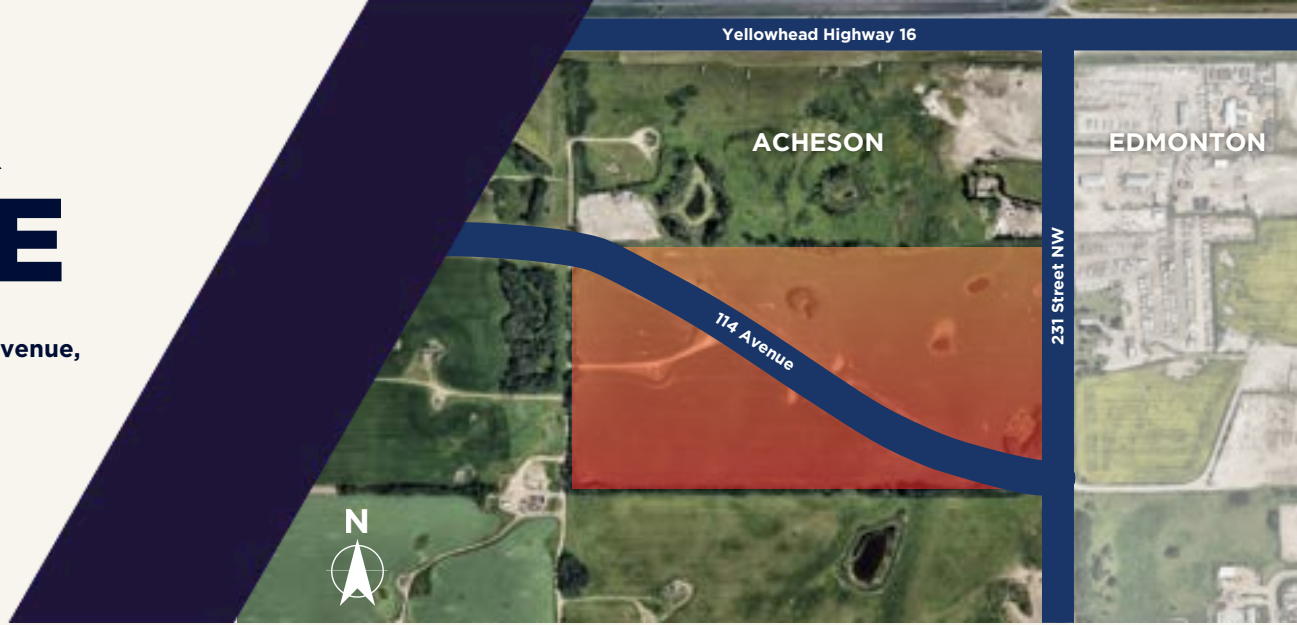 Yellowhead Highway 16
ACHESON
EDMONTON
E
venue,
231 Street NW
114 Avenue
N